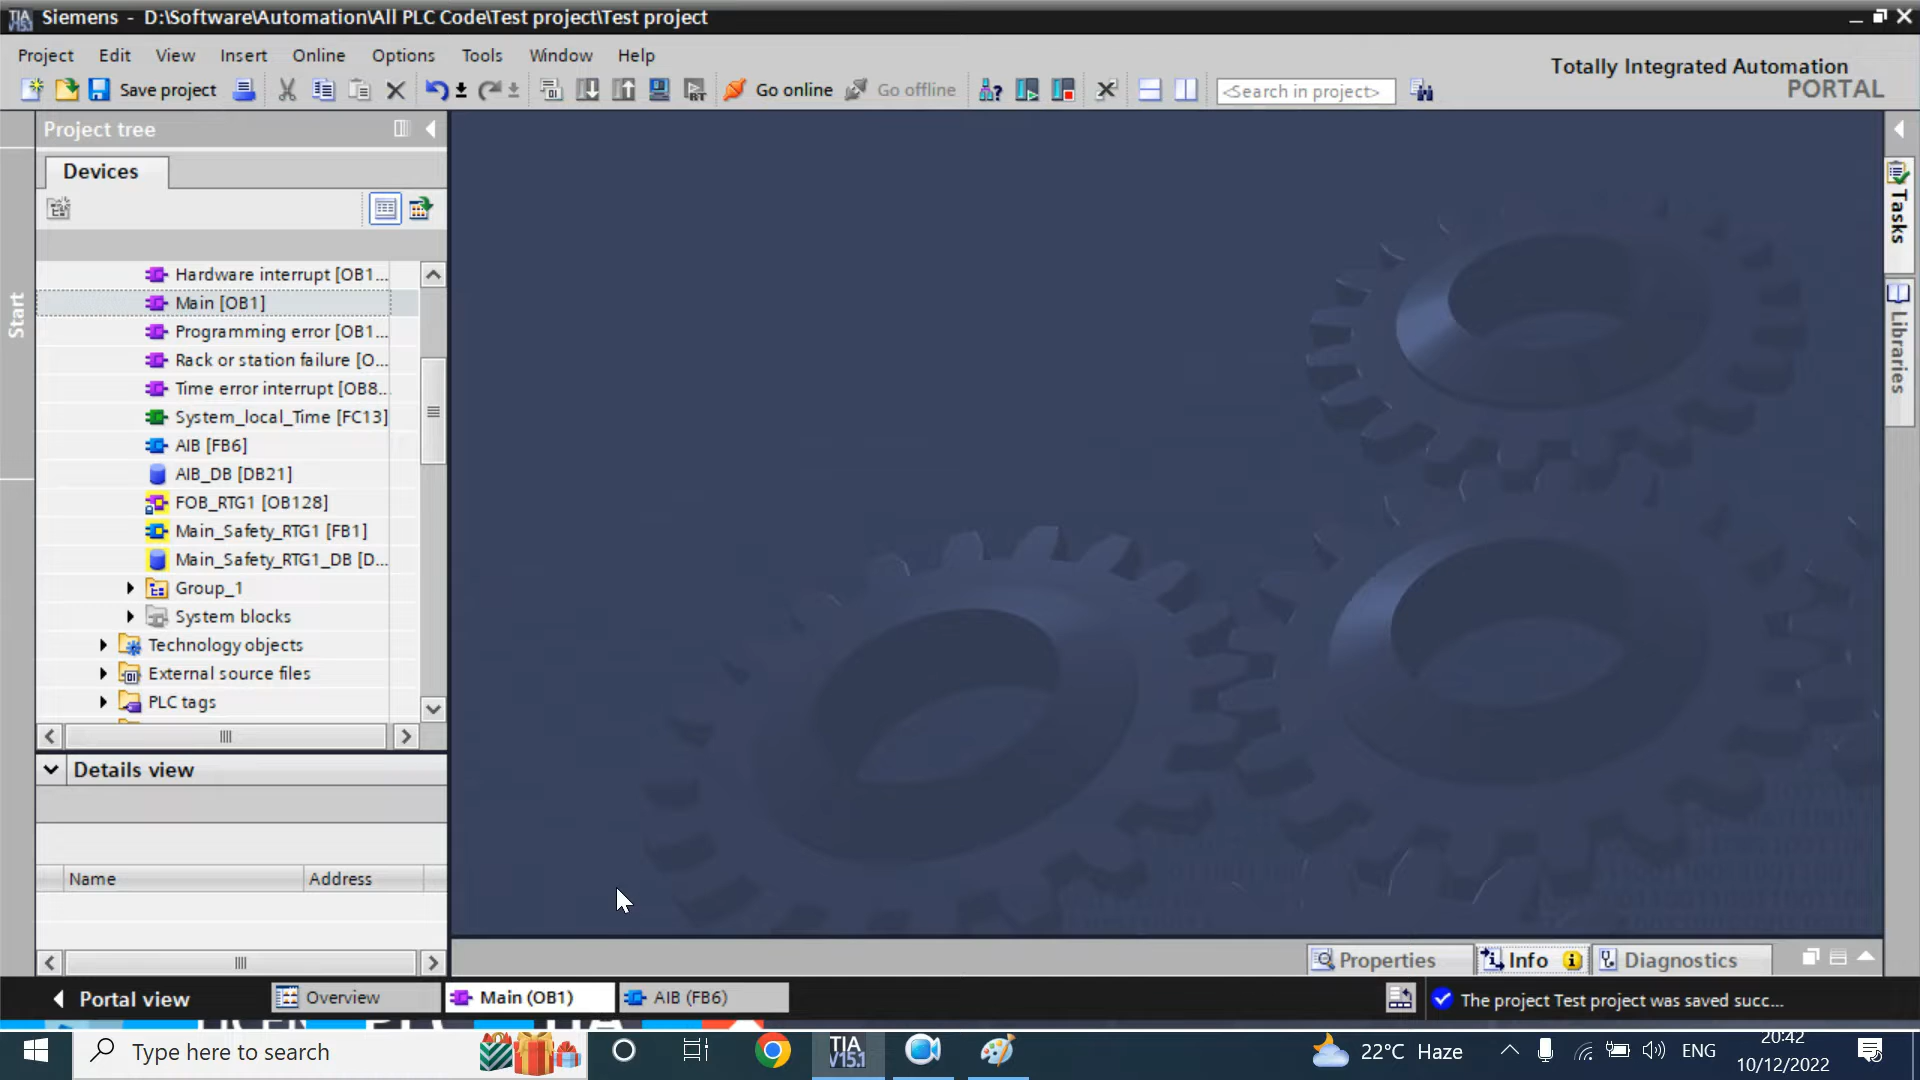 Siemens - D:\Software\Automation\All PLC Code\Test project\Test project
Project Edit View Insert Online Options Tools Window Help
Totally Integrated Automation
PORTAL
Save project
Go online
Go offline
<Search in project>
Project tree
Devices
Start
Hardware interrupt [OB1...
Main [OB1]
Programming error [OB1...
Rack or station failure [O...
Time error interrupt [OB8...
System_local_Time [FC13]
AIB [FB6]
AIB_DB [DB21]
FOB_RTG1 [OB128]
Main_Safety_RTG1 [FB1]
Main_Safety_RTG1_DB [D...
Group_1
System blocks
Technology objects
External source files
PLC tags
Details view
Name Address
Tasks
Libraries
Properties
Info
Diagnostics
Portal view
Overview
Main (OB1)
AIB (FB6)
The project Test project was saved succ...
Type here to search
TIA
V15.1
22°C Haze
ENG
20:42
10/12/2022